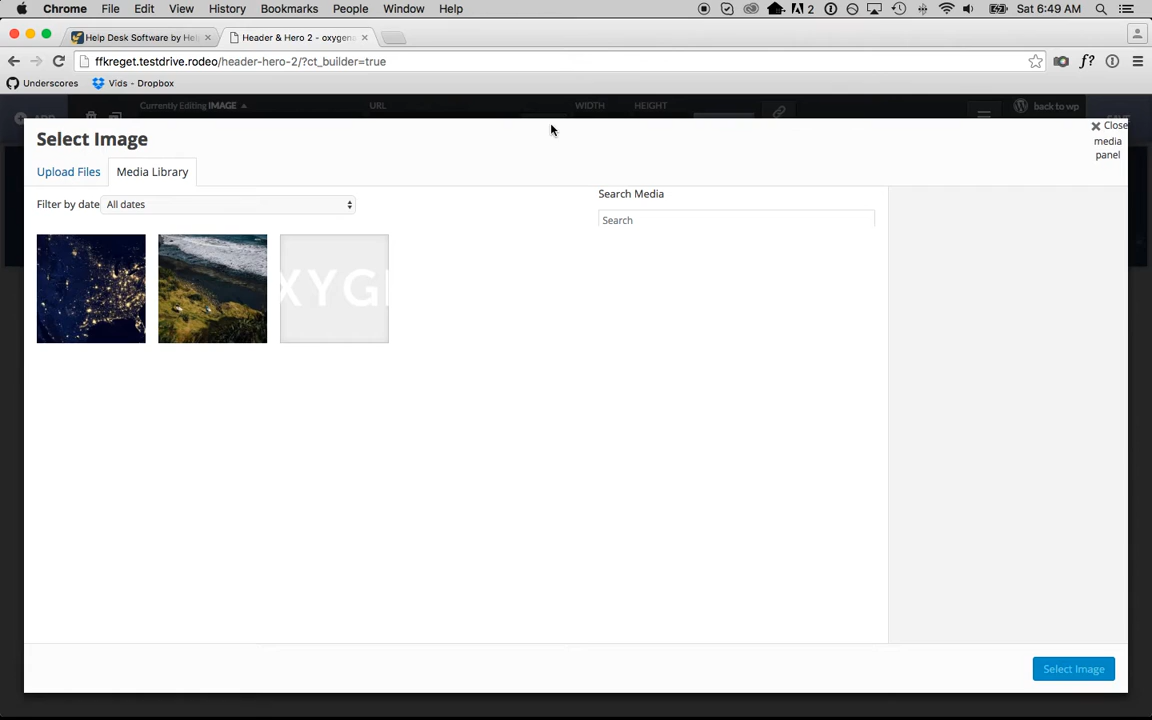 Chrome File Edit View History Bookmarks People Window Help 2 Sat 6:49 AM
Help Desk Software by He
Header & Hero 2 - oxygen
ffkreget.testdrive.rodeo/header-hero-2/?ct_builder=true
f?
Underscores Vids - Dropbox
Currently Editing IMAGE URL WIDTH HEIGHT back to wp
Select Image
Close media panel
Upload Files Media Library
Filter by date All dates
Search Media
Search
XYG
Select Image